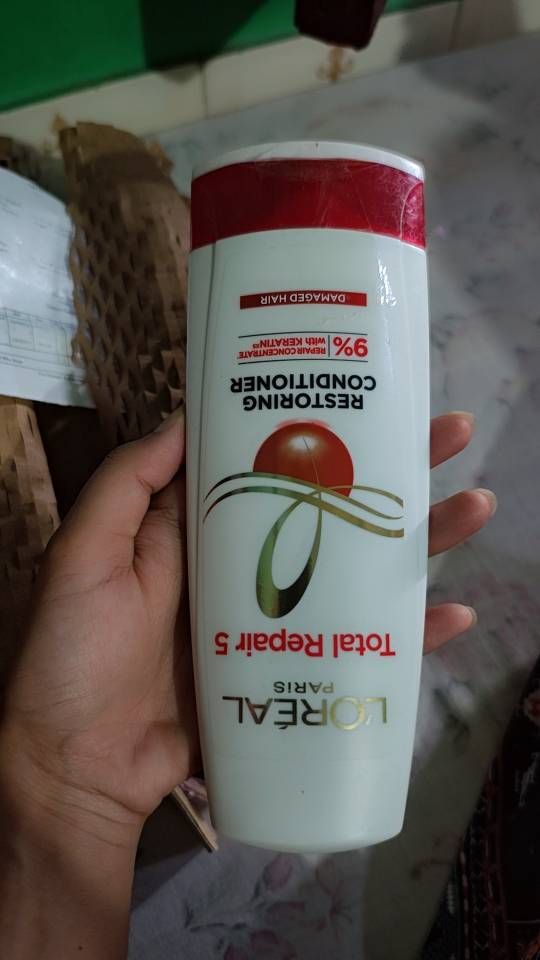 L'ORÉAL
PARIS
Total Repair 5
RESTORING
CONDITIONER
9% REPAIR CONCENTRATE
with KERATIN
DAMAGED HAIR